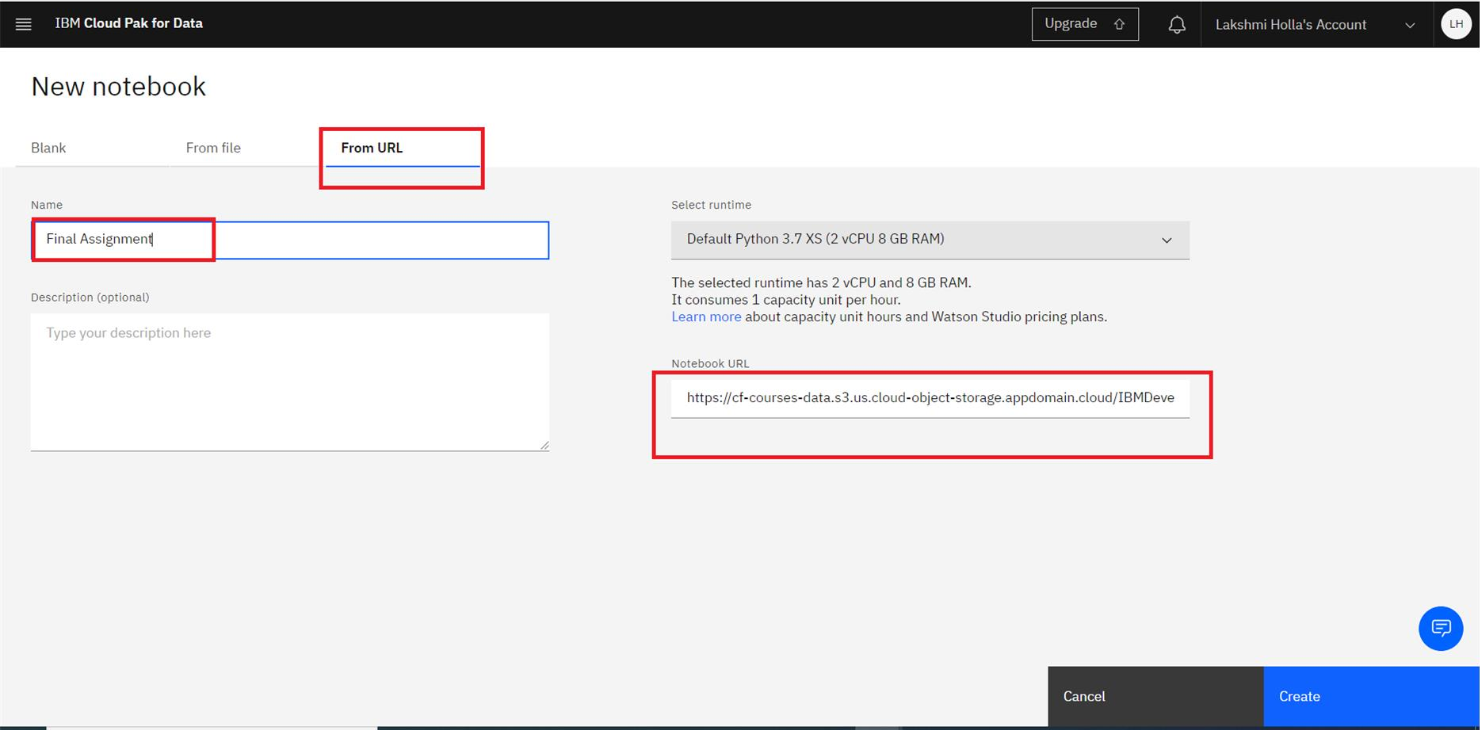 IBM Cloud Pak for Data
Upgrade
Lakshmi Holla's Account
LH
New notebook
Blank
From file
From URL
Name
Final Assignment
Description (optional)
Type your description here
Select runtime
Default Python 3.7 XS (2 vCPU 8 GB RAM)
The selected runtime has 2 vCPU and 8 GB RAM.
It consumes 1 capacity unit per hour.
Learn more about capacity unit hours and Watson Studio pricing plans.
Notebook URL
https://cf-courses-data.s3.us.cloud-object-storage.appdomain.cloud/IBMDeve
Cancel
Create